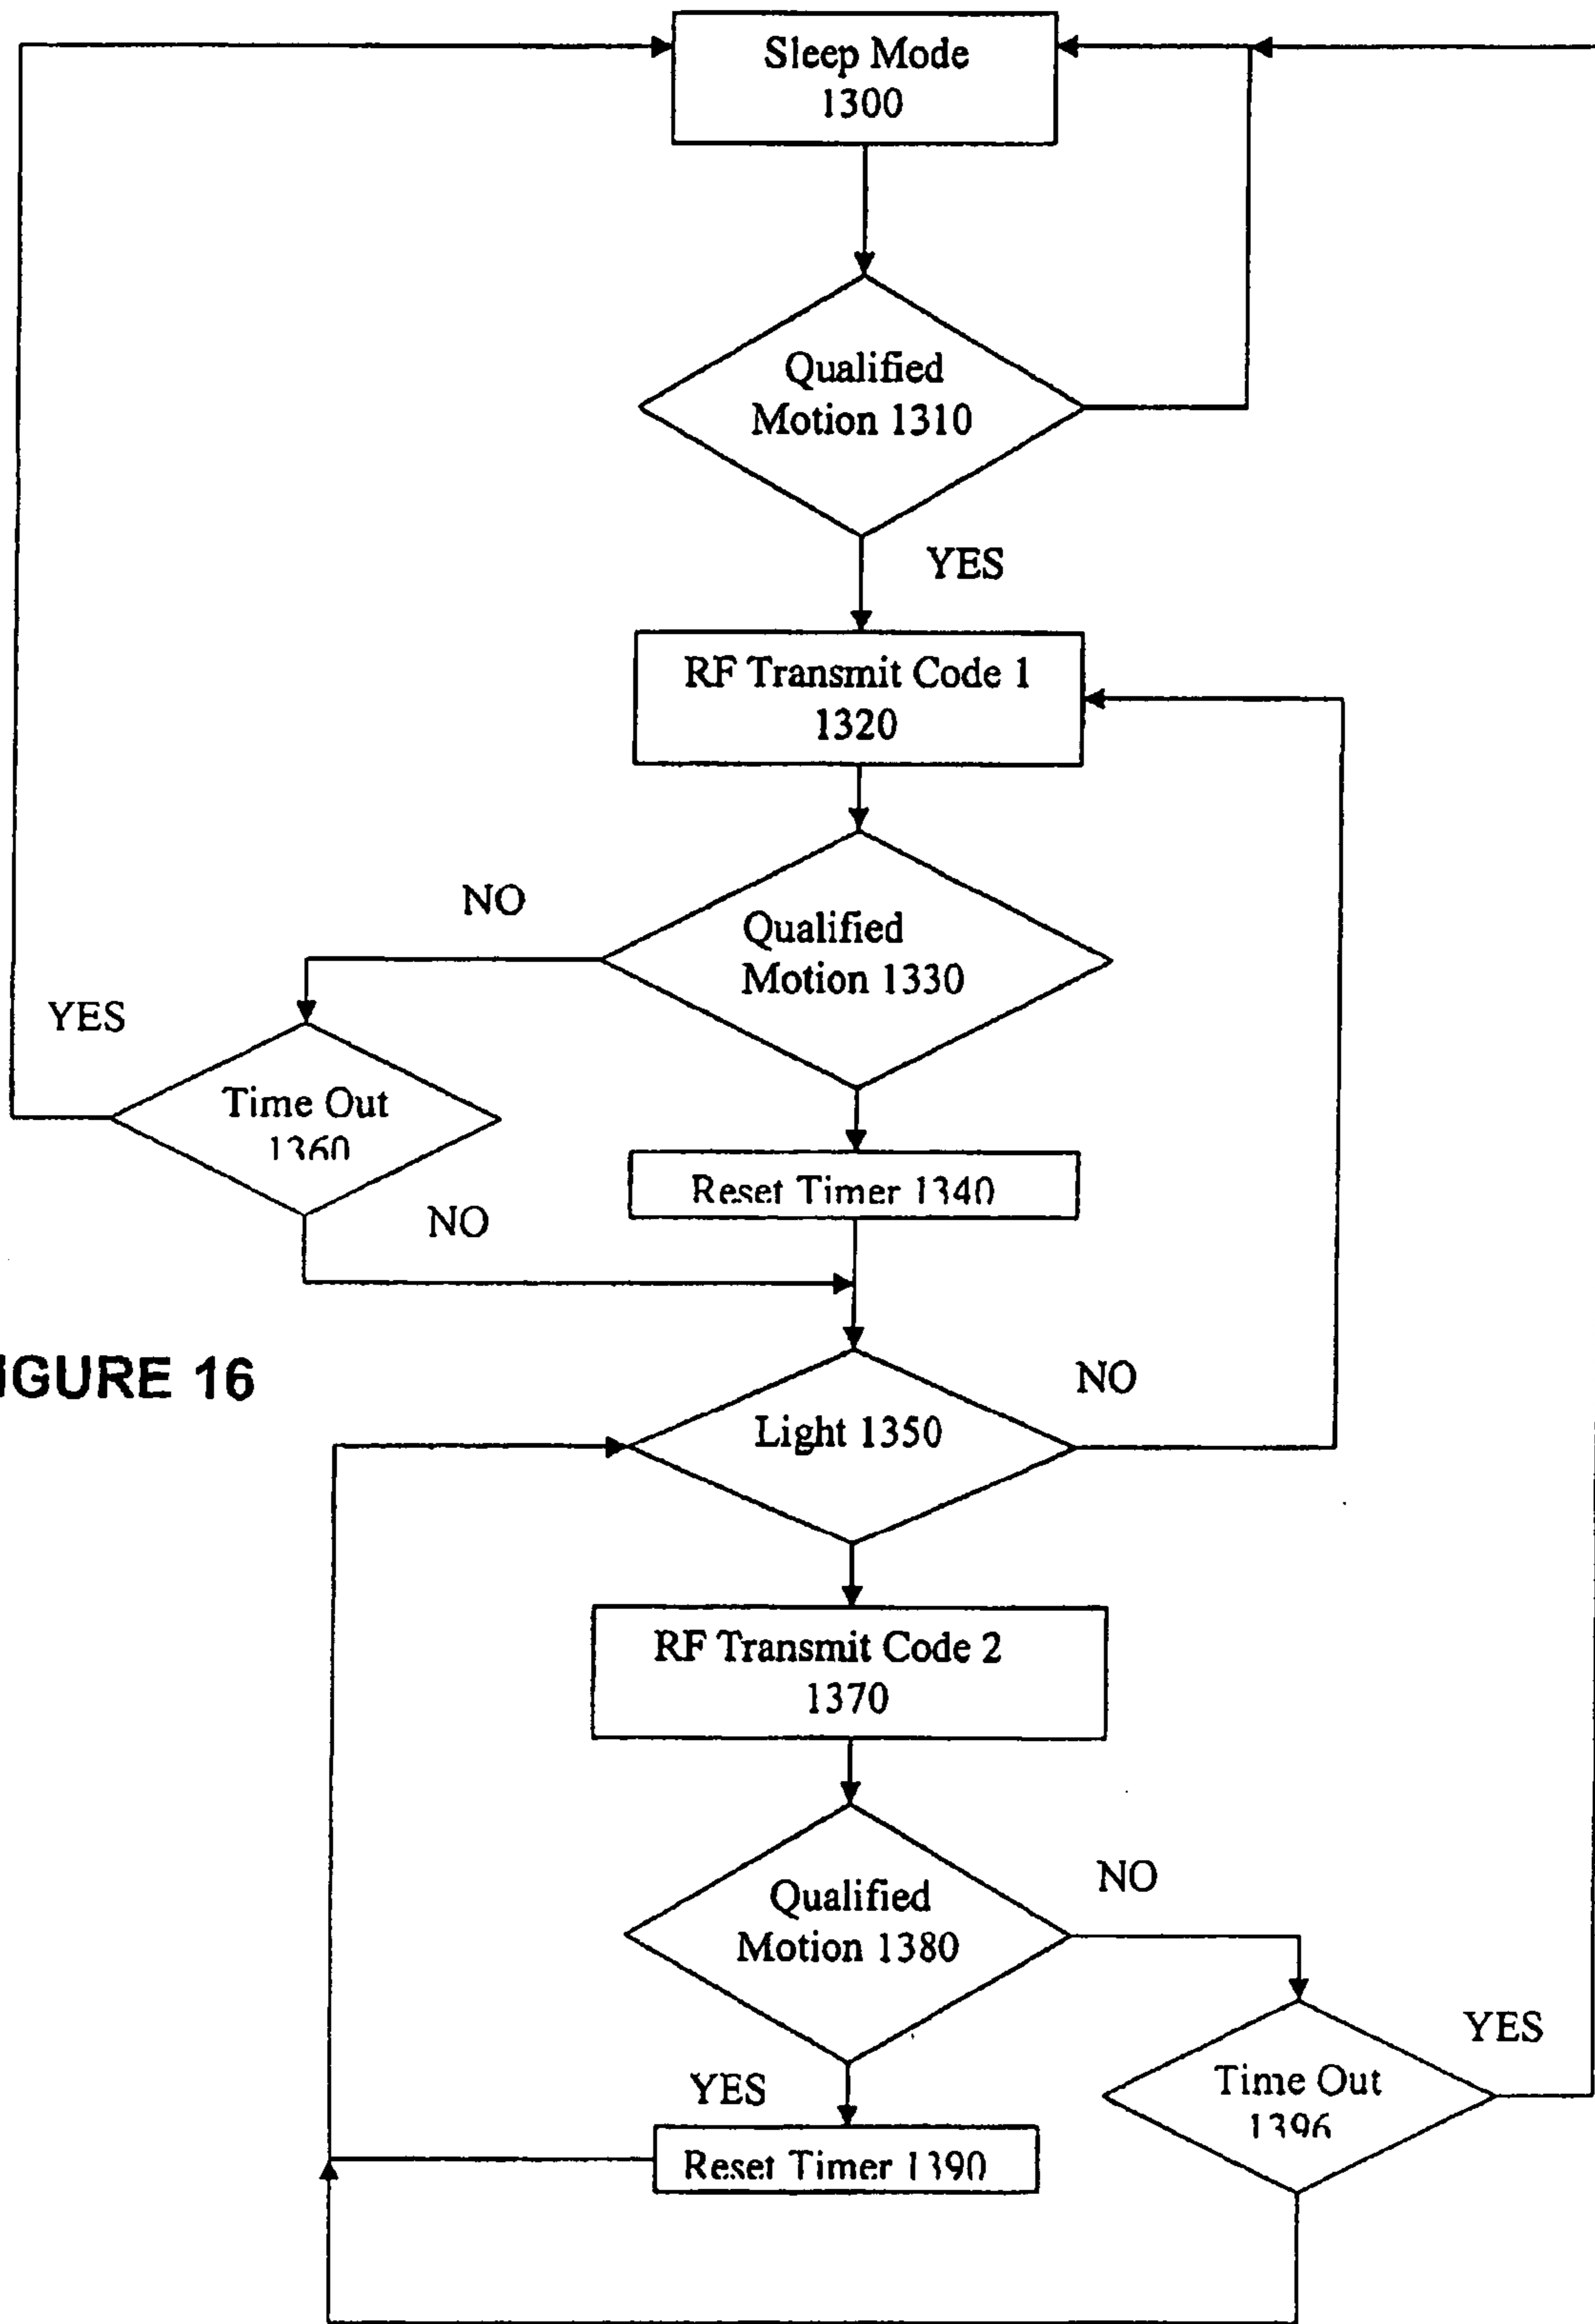 Sleep Mode
1300
Qualified
Motion 1310
YES
RF Transmit Code 1
1320
NO
Qualified
Motion 1330
YES
Time Out
1360
Reset Timer 1340
NO
IGURE 16
NO
Light 1350
RF Transmit Code 2
1370
NO
Qualified
Motion 1380
YES
YES
Time Out
1396
Reset Timer 1390